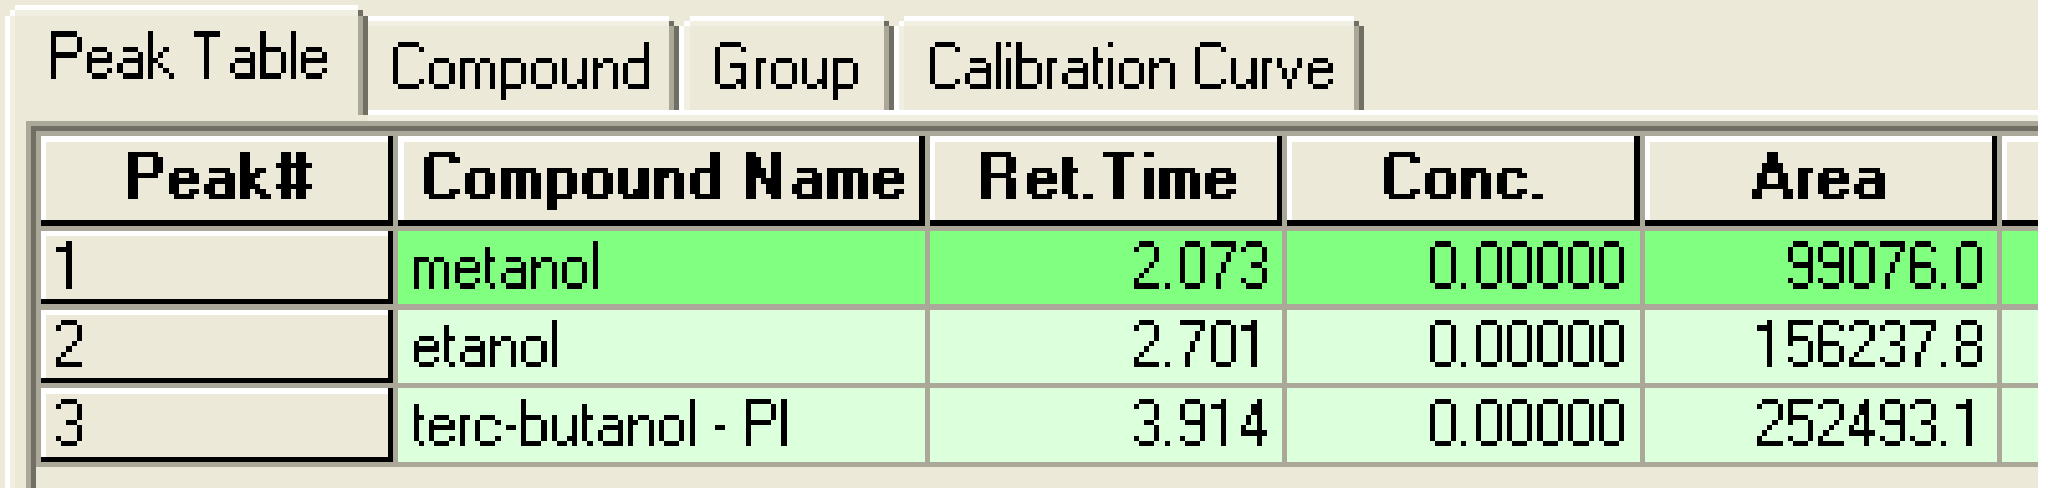 Peak Table Compound Group Calibration Curve
Peak# Compound Name Ret.Time Conc. Area
1 metanol 2.073 0.00000 99076.0
2 etanol 2.701 0.00000 156237.8
3 terc-butanol - PI 3.914 0.00000 252493.1